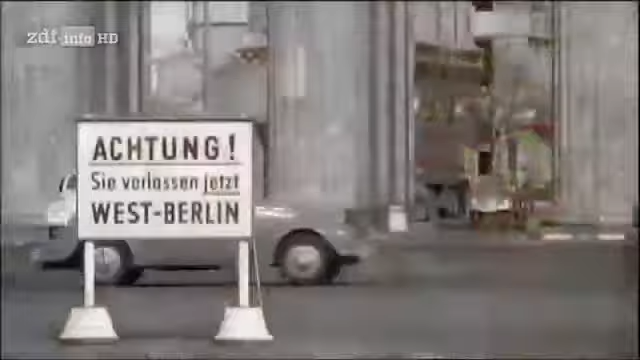 zdf info HD
ACHTUNG!
Sie verlassen jetzt
WEST-BERLIN